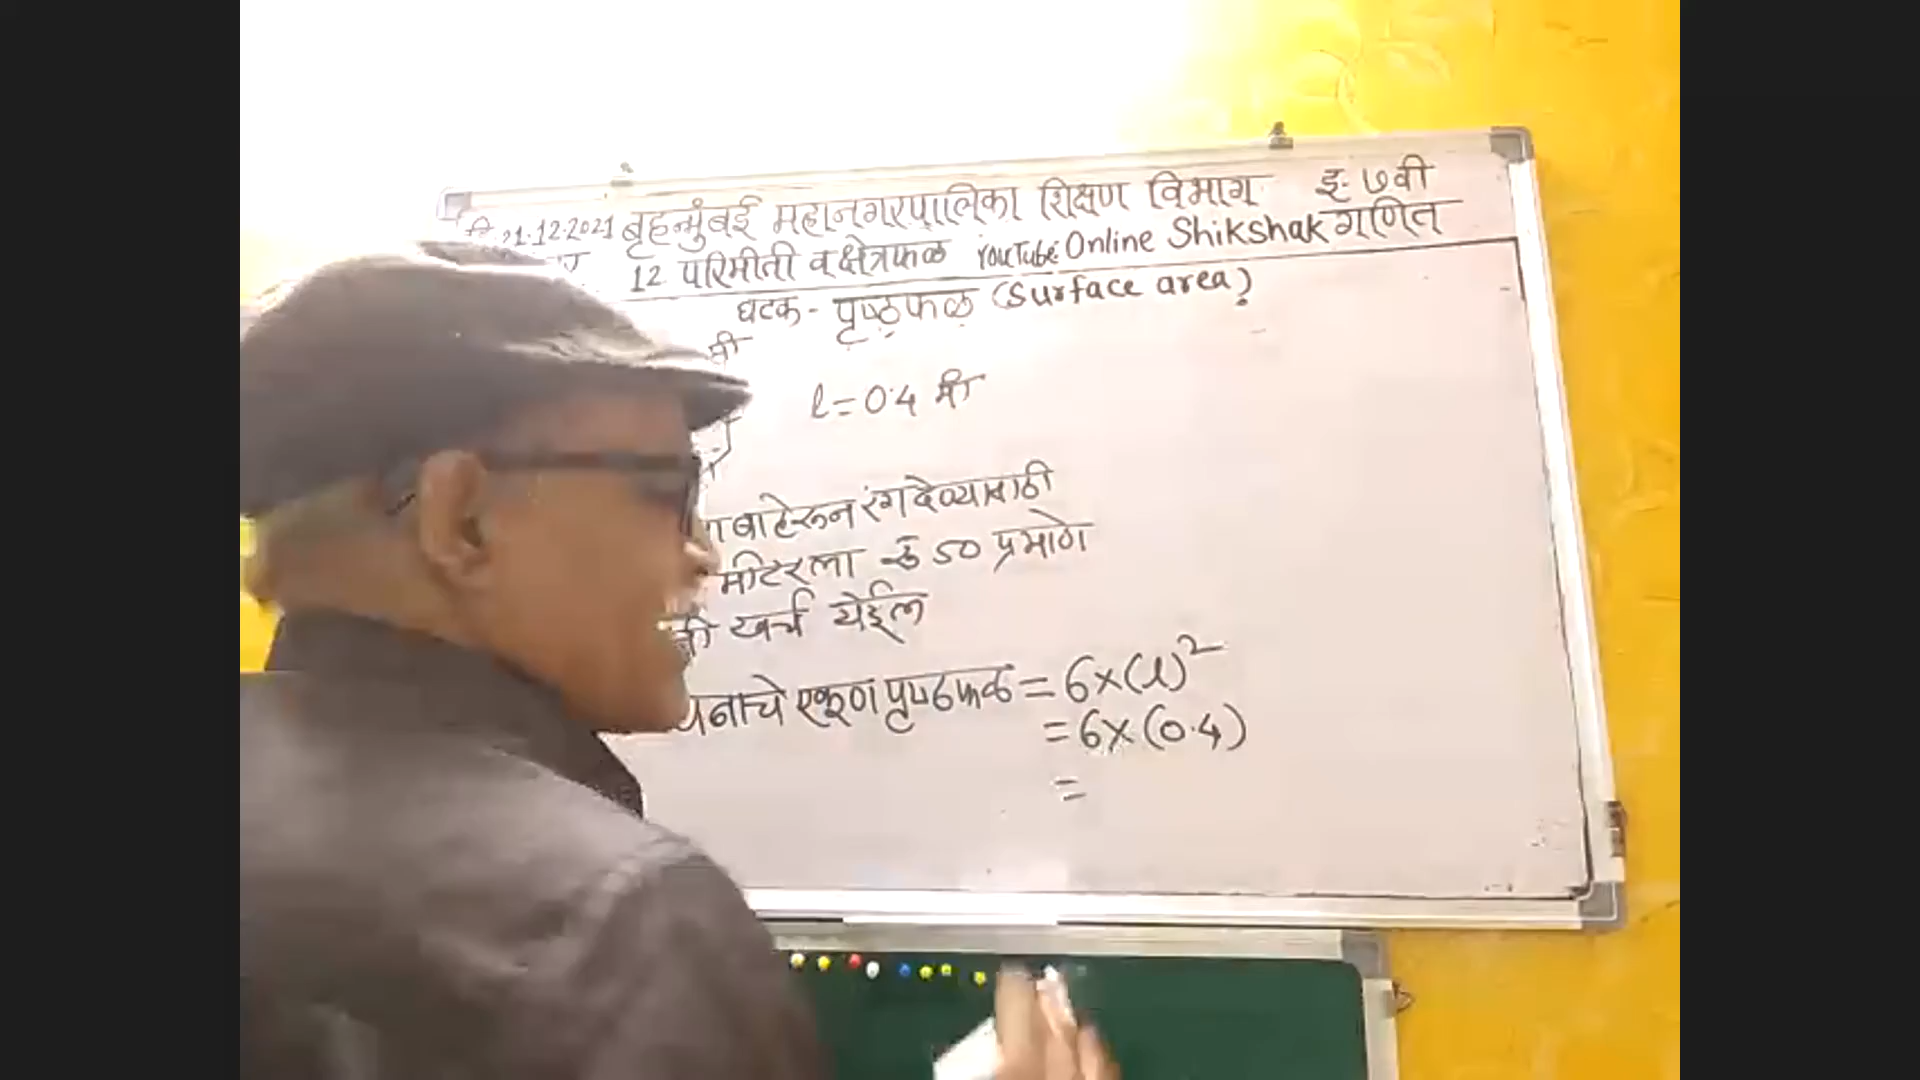 21.12.2021 बृहन्मुंबई महानगरपालिका शिक्षण विभाग इ. ७वी
12 परिमीती व क्षेत्रफळ YouTube: Online Shikshak गणित
घटक - पृष्ठफळ (Surface area)
मी
l = 0.4 मी
बाहेरून रंग देण्यासाठी
मीटरला रु 50 प्रमाणे
खर्च येईल
घनाचे एकूण पृष्ठफळ = 6×(l)²
= 6×(0.4)
=